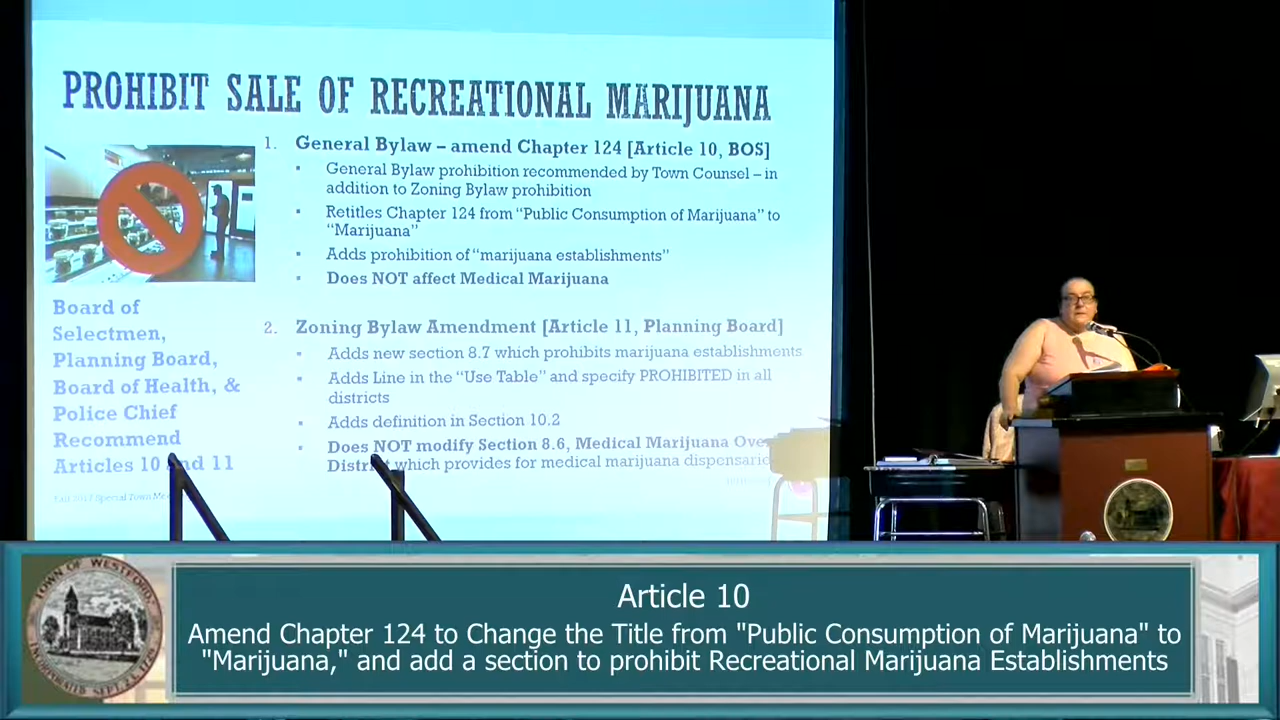 PROHIBIT SALE OF RECREATIONAL MARIJUANA
1. General Bylaw – amend Chapter 124 [Article 10, BOS]
General Bylaw prohibition recommended by Town Counsel – in
addition to Zoning Bylaw prohibition
Retitles Chapter 124 from "Public Consumption of Marijuana" to
"Marijuana"
Adds prohibition of "marijuana establishments"
Does NOT affect Medical Marijuana
Board of
Selectmen,
Planning Board,
Board of Health, &
Police Chief
Recommend
Articles 10 and 11
2. Zoning Bylaw Amendment [Article 11, Planning Board]
Adds new section 8.7 which prohibits marijuana establishments
Adds Line in the "Use Table" and specify PROHIBITED in all
districts
Adds definition in Section 10.2
Does NOT modify Section 8.6, Medical Marijuana
District which provides for medical marijuana
Special Town
TOWN OF WESTFORD
INCORPORATED SEPT.
Article 10
Amend Chapter 124 to Change the Title from "Public Consumption of Marijuana" to
"Marijuana," and add a section to prohibit Recreational Marijuana Establishments